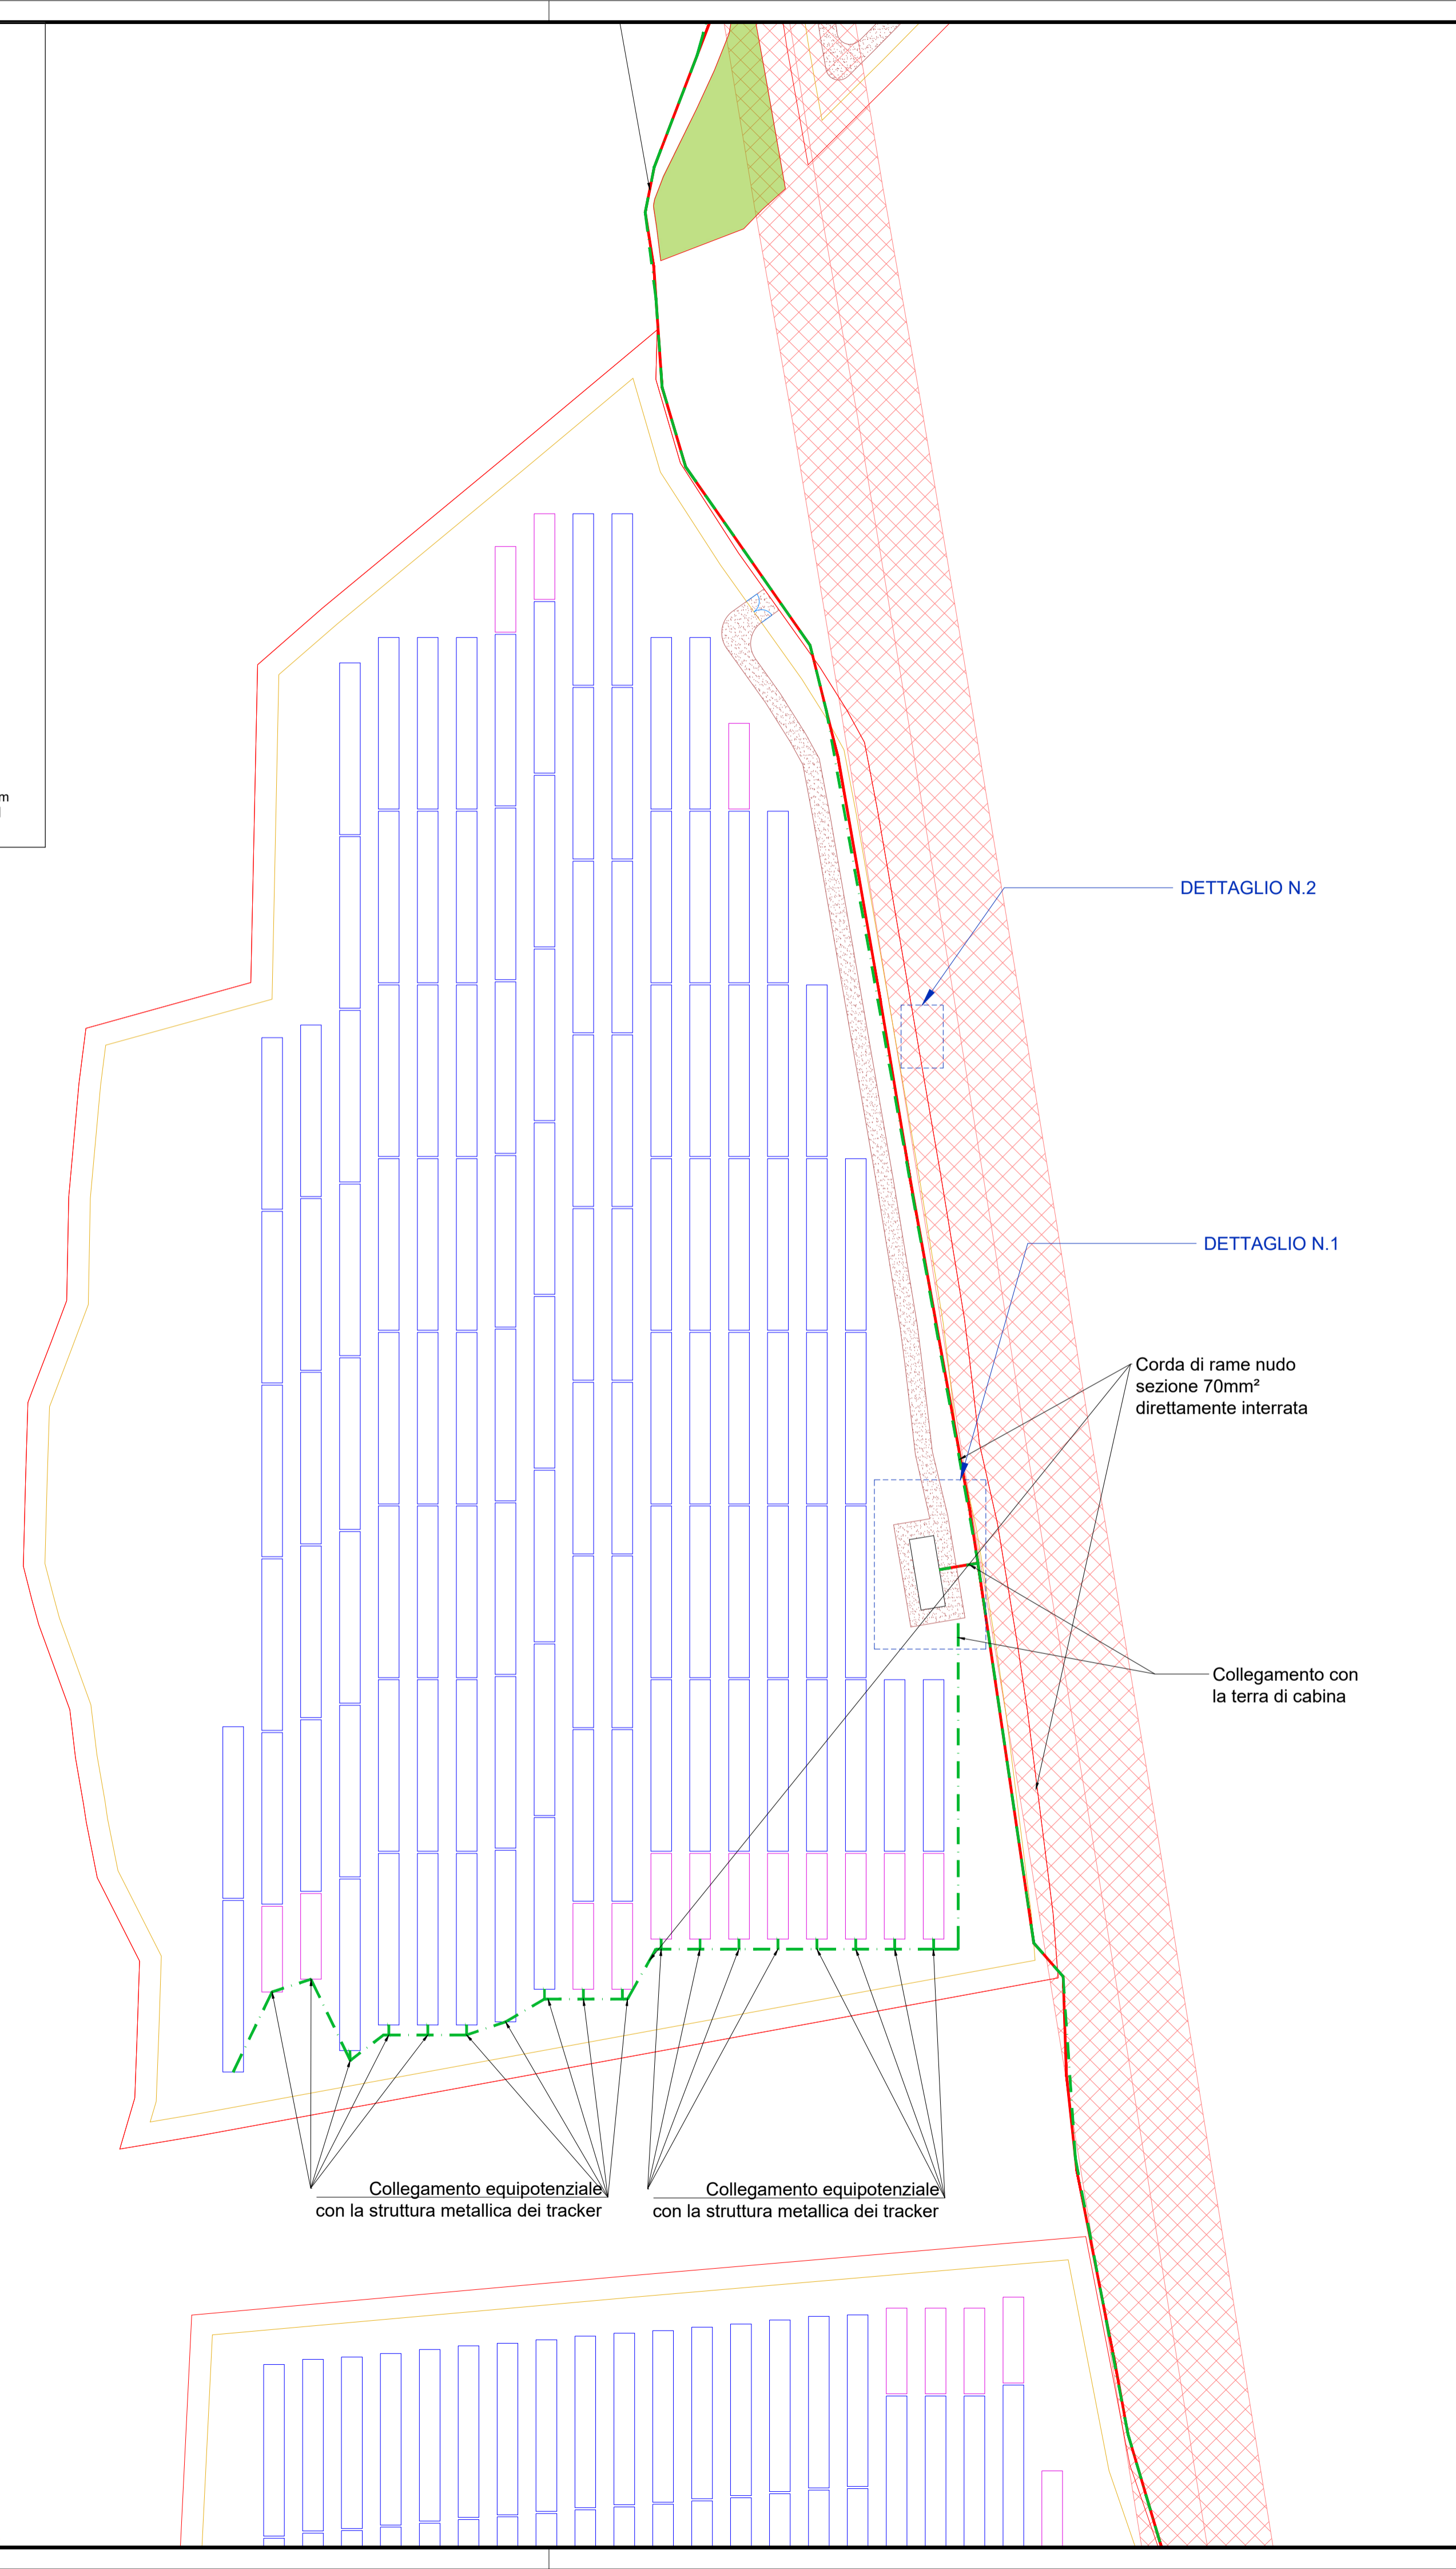 m
DETTAGLIO N.2
DETTAGLIO N.1
Corda di rame nudo
sezione 70mm²
direttamente interrata
Collegamento con
la terra di cabina
Collegamento equipotenziale
con la struttura metallica dei tracker
Collegamento equipotenziale
con la struttura metallica dei tracker